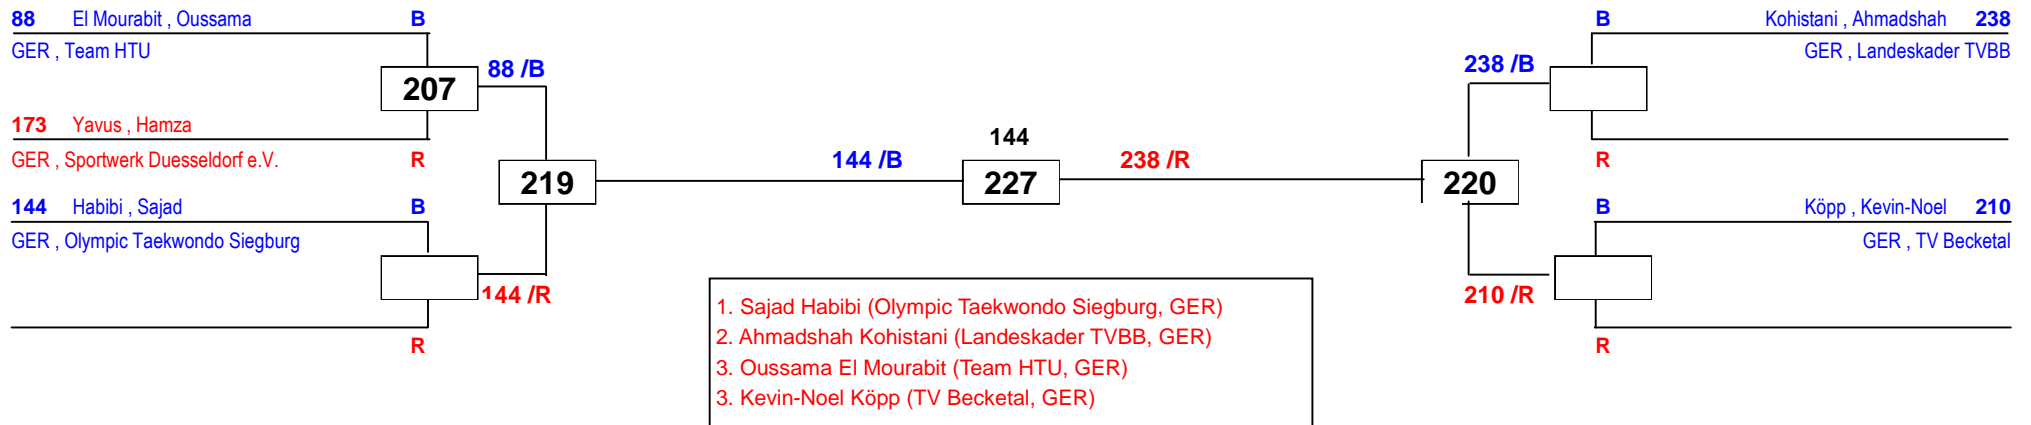 88 El Mourabit , Oussama B
GER , Team HTU
88 /B
207
173 Yavus , Hamza
GER , Sportwerk Duesseldorf e.V. R
219
144 Habibi , Sajad B
GER , Olympic Taekwondo Siegburg
144 /R
R
144 /B
144
227
238 /R
B Kohistani , Ahmadshah 238
GER , Landeskader TVBB
238 /B
R
220
B Köpp , Kevin-Noel 210
GER , TV Becketal
210 /R
R
1. Sajad Habibi (Olympic Taekwondo Siegburg, GER)
2. Ahmadshah Kohistani (Landeskader TVBB, GER)
3. Oussama El Mourabit (Team HTU, GER)
3. Kevin-Noel Köpp (TV Becketal, GER)